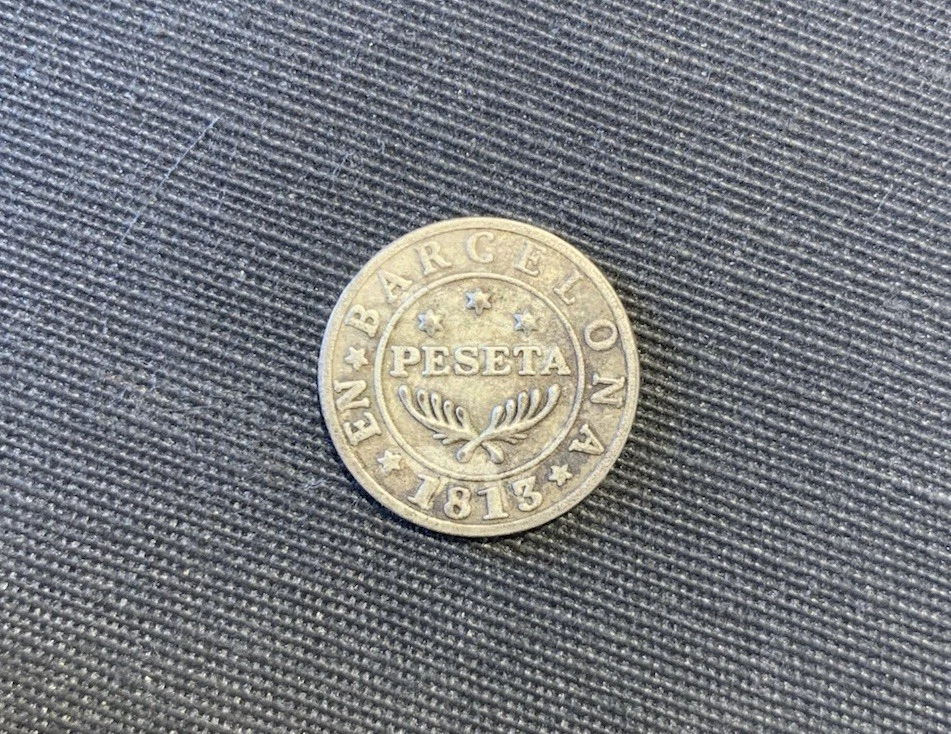 EN ★ BARCELONA ★ 1813 ★
PESETA